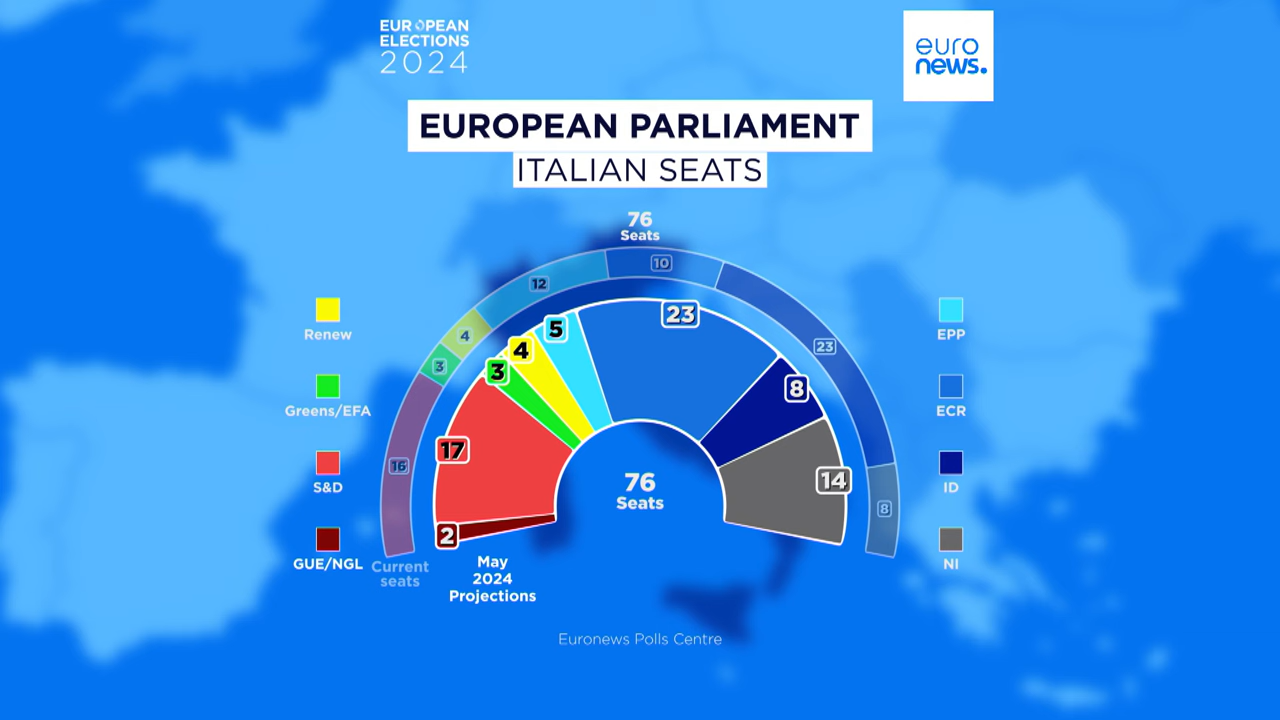 EUROPEAN
ELECTIONS
2024
euro
news.
EUROPEAN PARLIAMENT
ITALIAN SEATS
76
Seats
10
12
23
4
3
16
8
23
5
4
3
8
17
14
2
76
Seats
Renew
Greens/EFA
S&D
GUE/NGL
EPP
ECR
ID
NI
Current
seats
May
2024
Projections
Euronews Polls Centre